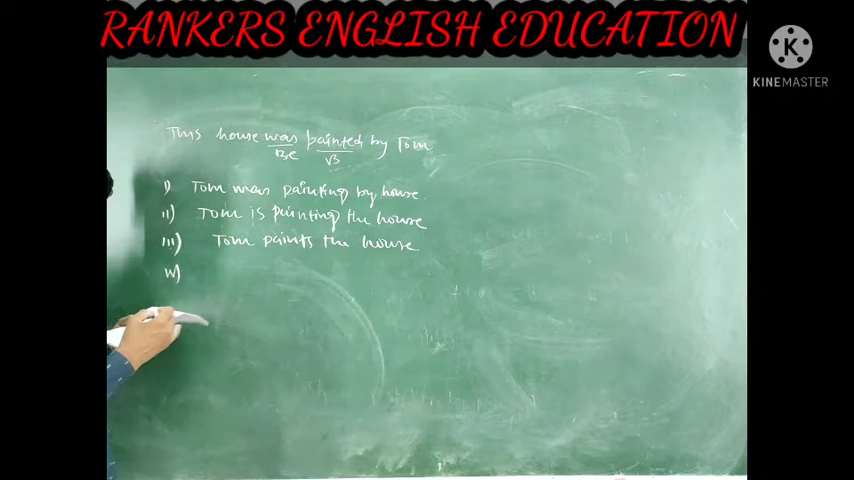 RANKERS ENGLISH EDUCATION
K
KINEMASTER
This house was painted by Tom
Be V3
I) Tom was painting by house.
II) Tom is painting the house
III) Tom paints the house
IV)